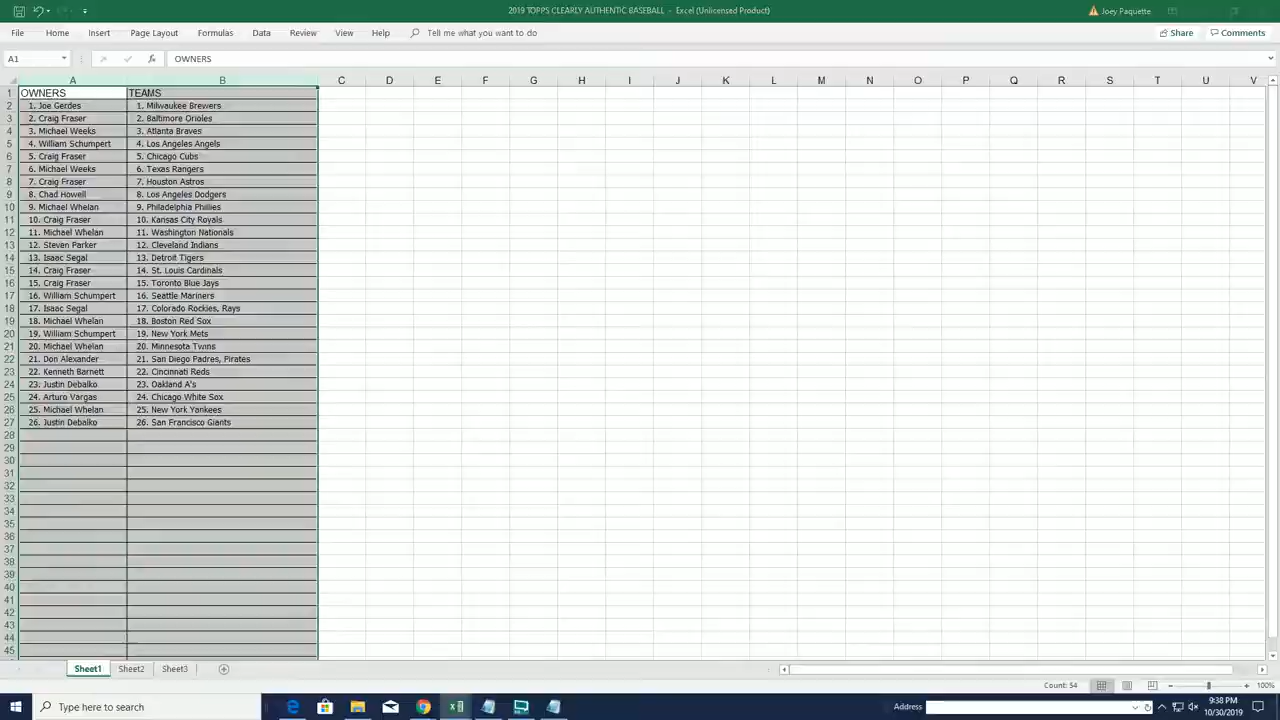 2019 TOPPS CLEARLY AUTHENTIC BASEBALL - Excel (Unlicensed Product)
Joey Paquette
File Home Insert Page Layout Formulas Data Review View Help Tell me what you want to do Share Comments
A1 fx OWNERS
A B C D E F G H I J K L M N O P Q R S T U V
1 OWNERS TEAMS
2 1. Joe Gerdes 1. Milwaukee Brewers
3 2. Craig Fraser 2. Baltimore Orioles
4 3. Michael Weeks 3. Atlanta Braves
5 4. William Schumpert 4. Los Angeles Angels
6 5. Craig Fraser 5. Chicago Cubs
7 6. Michael Weeks 6. Texas Rangers
8 7. Craig Fraser 7. Houston Astros
9 8. Chad Howell 8. Los Angeles Dodgers
10 9. Michael Whelan 9. Philadelphia Phillies
11 10. Craig Fraser 10. Kansas City Royals
12 11. Michael Whelan 11. Washington Nationals
13 12. Steven Parker 12. Cleveland Indians
14 13. Isaac Segal 13. Detroit Tigers
15 14. Craig Fraser 14. St. Louis Cardinals
16 15. Craig Fraser 15. Toronto Blue Jays
17 16. William Schumpert 16. Seattle Mariners
18 17. Isaac Segal 17. Colorado Rockies, Rays
19 18. Michael Whelan 18. Boston Red Sox
20 19. William Schumpert 19. New York Mets
21 20. Michael Whelan 20. Minnesota Twins
22 21. Don Alexander 21. San Diego Padres, Pirates
23 22. Kenneth Barnett 22. Cincinnati Reds
24 23. Justin Debalko 23. Oakland A's
25 24. Arturo Vargas 24. Chicago White Sox
26 25. Michael Whelan 25. New York Yankees
27 26. Justin Debalko 26. San Francisco Giants
28
29
30
31
32
33
34
35
36
37
38
39
40
41
42
43
44
45
Sheet1 Sheet2 Sheet3
Count: 54 100%
Type here to search Address 9:38 PM
10/30/2019